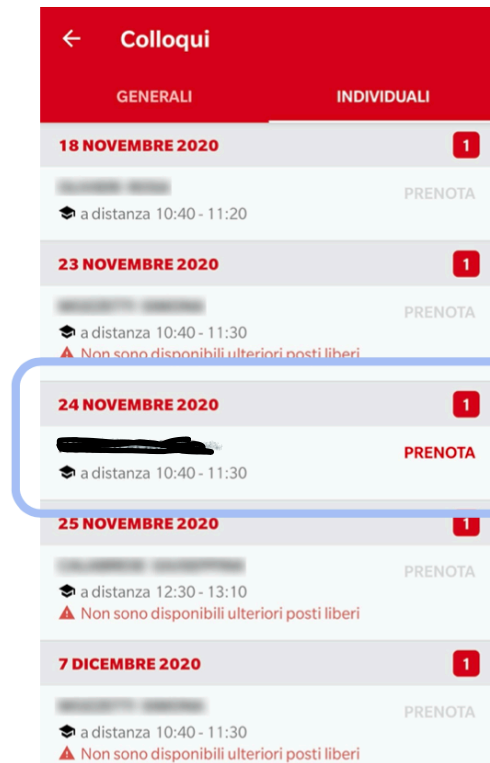 Colloqui
GENERALI INDIVIDUALI
18 NOVEMBRE 2020 1
PRENOTA
a distanza 10:40 - 11:20
23 NOVEMBRE 2020 1
PRENOTA
a distanza 10:40 - 11:30
Non sono disponibili ulteriori posti liberi
24 NOVEMBRE 2020 1
PRENOTA
a distanza 10:40 - 11:30
25 NOVEMBRE 2020 1
PRENOTA
a distanza 12:30 - 13:10
Non sono disponibili ulteriori posti liberi
7 DICEMBRE 2020 1
PRENOTA
a distanza 10:40 - 11:30
Non sono disponibili ulteriori posti liberi